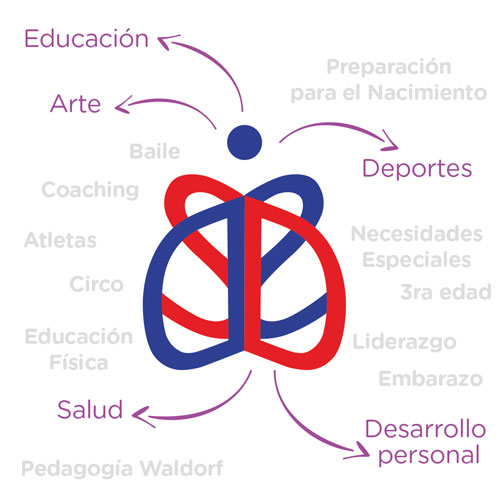 Educación
Preparación
para el Nacimiento
Arte
Baile
Deportes
Coaching
Atletas
Necesidades
Especiales
Circo
3ra edad
Educación
Física
Liderazgo
Embarazo
Salud
Desarrollo
personal
Pedagogía Waldorf